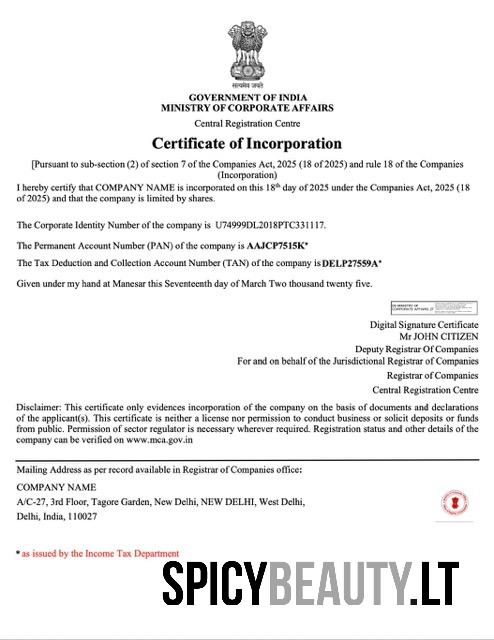 सत्यमेव जयते
GOVERNMENT OF INDIA
MINISTRY OF CORPORATE AFFAIRS
Central Registration Centre
Certificate of Incorporation
[Pursuant to sub-section (2) of section 7 of the Companies Act, 2025 (18 of 2025) and rule 18 of the Companies
(Incorporation)
I hereby certify that COMPANY NAME is incorporated on this 18th day of 2025 under the Companies Act, 2025 (18
of 2025) and that the company is limited by shares.
The Corporate Identity Number of the company is U74999DL2018PTC331117.
The Permanent Account Number (PAN) of the company is AAJCP7515K*
The Tax Deduction and Collection Account Number (TAN) of the company is DELP27559A*
Given under my hand at Manesar this Seventeenth day of March Two thousand twenty five.
DS MINISTRY OF
CORPORATE AFFAIRS, 27
Digital Signature Certificate
Mr JOHN CITIZEN
Deputy Registrar Of Companies
For and on behalf of the Jurisdictional Registrar of Companies
Registrar of Companies
Central Registration Centre
Disclaimer: This certificate only evidences incorporation of the company on the basis of documents and declarations
of the applicant(s). This certificate is neither a license nor permission to conduct business or solicit deposits or funds
from public. Permission of sector regulator is necessary wherever required. Registration status and other details of the
company can be verified on www.mca.gov.in
Mailing Address as per record available in Registrar of Companies office:
COMPANY NAME
A/C-27, 3rd Floor, Tagore Garden, New Delhi, NEW DELHI, West Delhi,
Delhi, India, 110027
* as issued by the Income Tax Department
SPICYBEAUTY.LT